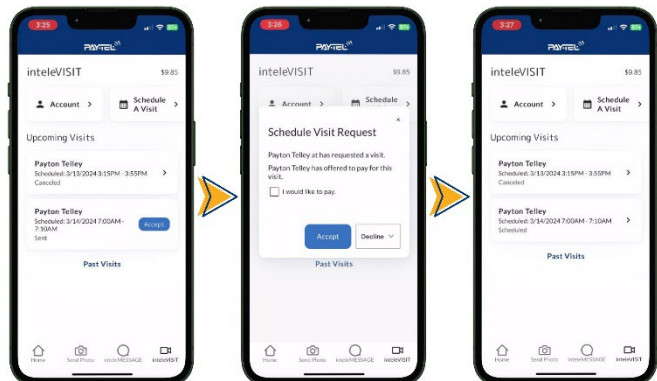 3:25
PAYTEL
inteleVISIT $9.85
Account > Schedule A Visit >
Upcoming Visits
Payton Telley
Scheduled: 3/13/2024 3:15PM - 3:55PM >
Canceled
Payton Telley
Scheduled: 3/14/2024 7:00AM -
7:10AM
Accept
Sent
Past Visits
Home Send Photo inteleMESSAGE inteleVISIT
3:26
PAYTEL
inteleVISIT $9.85
Account > Schedule >
×
Schedule Visit Request
Payton Telley at has requested a visit.
Payton Telley has offered to pay for this
visit.
I would like to pay.
Accept Decline
Past Visits
Home Send Photo inteleMESSAGE inteleVISIT
3:27
PAYTEL
inteleVISIT $9.85
Account > Schedule A Visit >
Upcoming Visits
Payton Telley
Scheduled: 3/13/2024 3:15PM - 3:55PM >
Canceled
Payton Telley
Scheduled: 3/14/2024 7:00AM - 7:10AM >
Scheduled
Past Visits
Home Send Photo inteleMESSAGE inteleVISIT